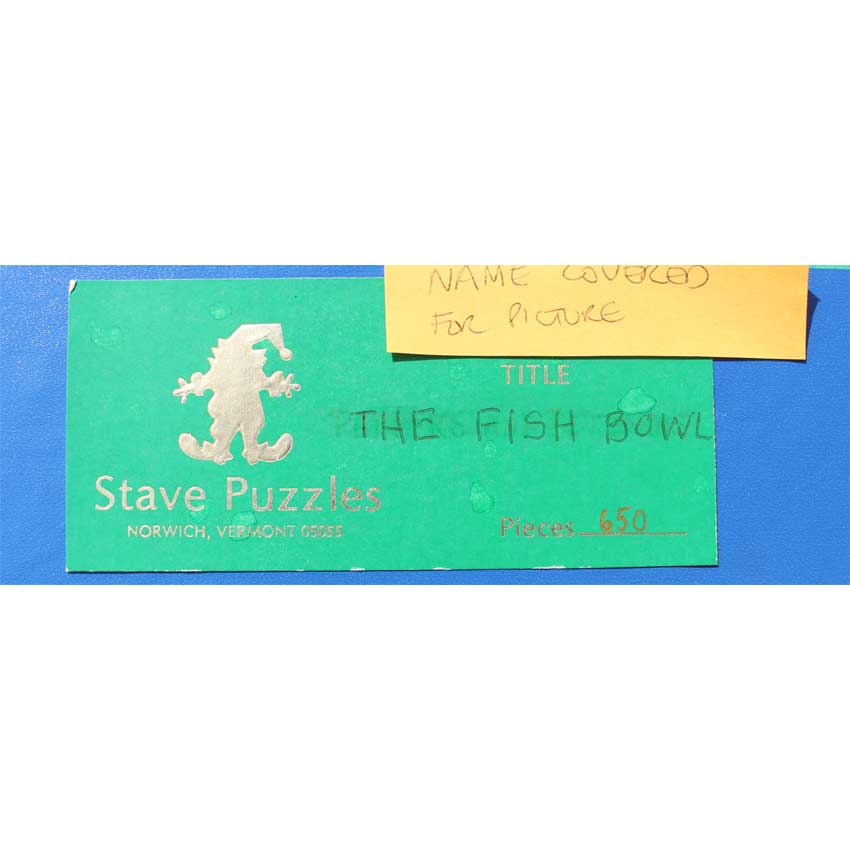 NAME COVERED
FOR PICTURE
TITLE
THE FISH BOWL
Stave Puzzles
NORWICH, VERMONT 05055
Pieces 650